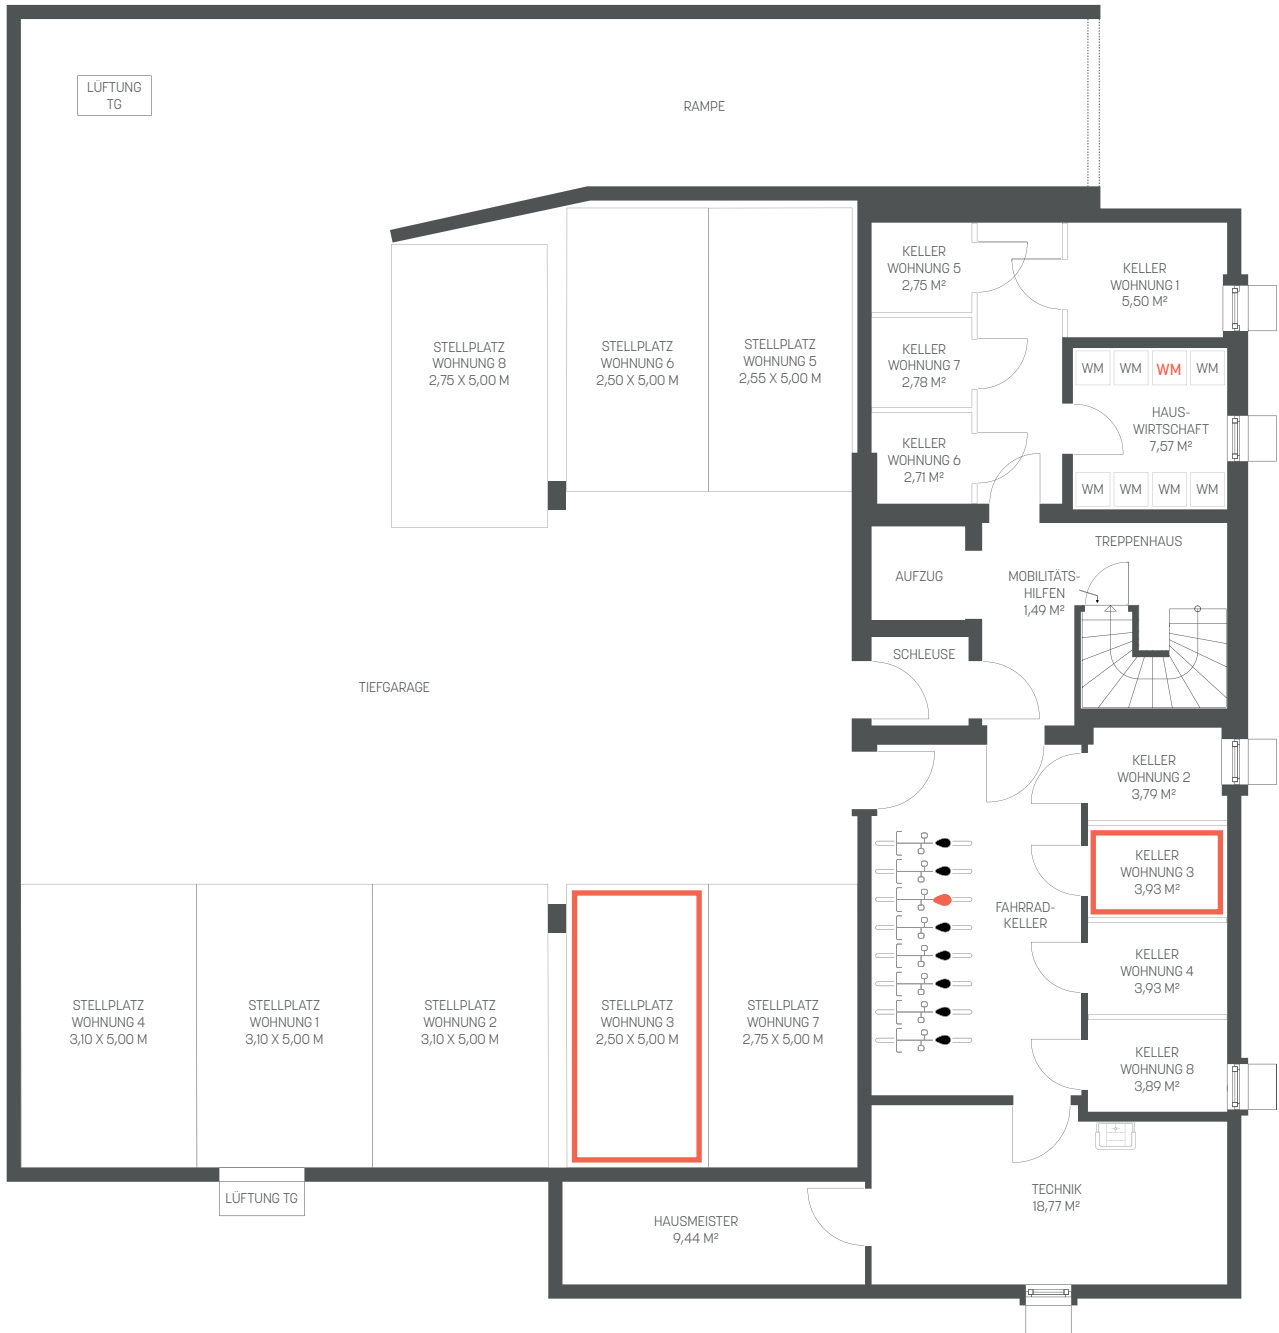 LÜFTUNG
TG
RAMPE
KELLER
WOHNUNG 5
2,75 M²
KELLER
WOHNUNG 1
5,50 M²
STELLPLATZ
WOHNUNG 8
2,75 X 5,00 M
STELLPLATZ
WOHNUNG 6
2,50 X 5,00 M
STELLPLATZ
WOHNUNG 5
2,55 X 5,00 M
KELLER
WOHNUNG 7
2,78 M²
WM WM WM WM
HAUS-
WIRTSCHAFT
7,57 M²
KELLER
WOHNUNG 6
2,71 M²
WM WM WM WM
TREPPENHAUS
AUFZUG
MOBILITÄTS-
HILFEN
1,49 M²
SCHLEUSE
TIEFGARAGE
KELLER
WOHNUNG 2
3,79 M²
KELLER
WOHNUNG 3
3,93 M²
FAHRRAD-
KELLER
KELLER
WOHNUNG 4
3,93 M²
STELLPLATZ
WOHNUNG 4
3,10 X 5,00 M
STELLPLATZ
WOHNUNG 1
3,10 X 5,00 M
STELLPLATZ
WOHNUNG 2
3,10 X 5,00 M
STELLPLATZ
WOHNUNG 3
2,50 X 5,00 M
STELLPLATZ
WOHNUNG 7
2,75 X 5,00 M
KELLER
WOHNUNG 8
3,89 M²
LÜFTUNG TG
HAUSMEISTER
9,44 M²
TECHNIK
18,77 M²